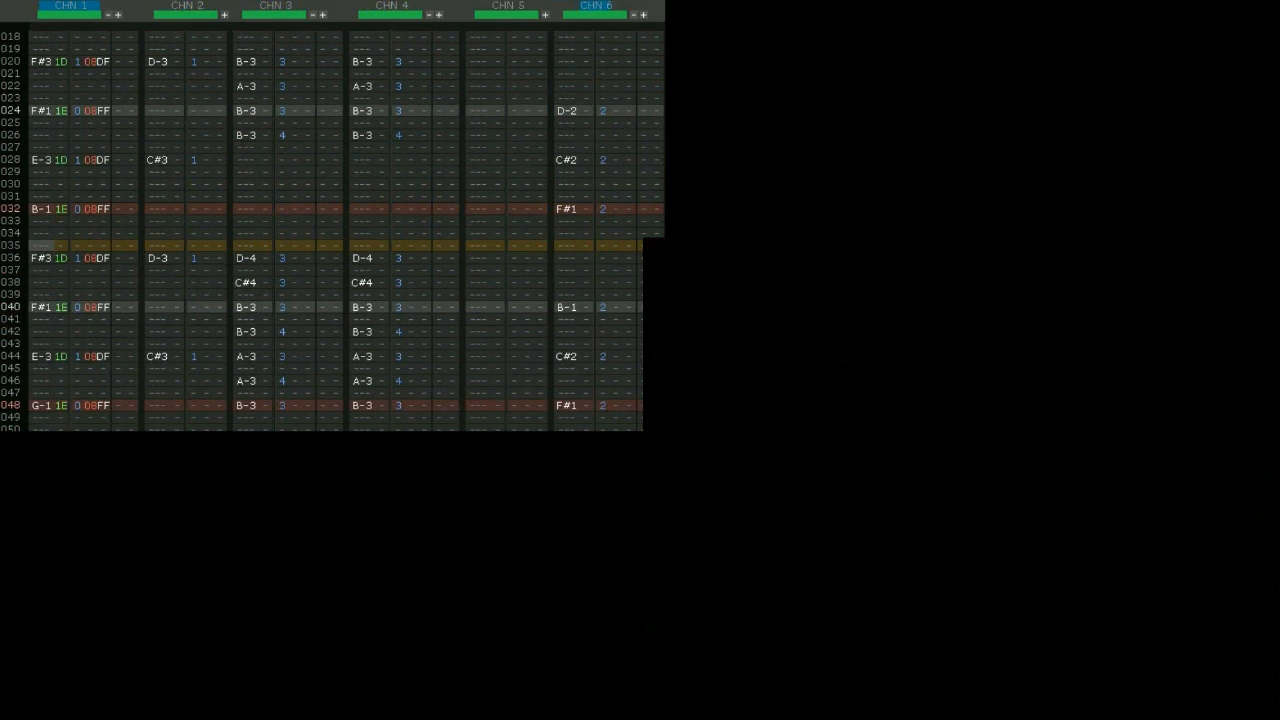 CHN 1 CHN 2 CHN 3 CHN 4 CHN 5 CHN 6
- + + - + - + + - +
018 --- - - - - - - --- - - - - --- - - - - - - --- - - - - - - --- - - - - - - --- - - - - - -
019 --- - - - - - - --- - - - - --- - - - - - - --- - - - - - - --- - - - - - - --- - - - - - -
020 F#3 1D 1 08DF - - D-3 - 1 - - B-3 - 3 - - - - B-3 - 3 - - - - --- - - - - - - --- - - - - - -
021 --- - - - - - - --- - - - - --- - - - - - - --- - - - - - - --- - - - - - - --- - - - - - -
022 --- - - - - - - --- - - - - A-3 - 3 - - - - A-3 - 3 - - - - --- - - - - - - --- - - - - - -
023 --- - - - - - - --- - - - - --- - - - - - - --- - - - - - - --- - - - - - - --- - - - - - -
024 F#1 1E 0 08FF - - --- - - - - B-3 - 3 - - - - B-3 - 3 - - - - --- - - - - - - D-2 - 2 - - - -
025 --- - - - - - - --- - - - - --- - - - - - - --- - - - - - - --- - - - - - - --- - - - - - -
026 --- - - - - - - --- - - - - B-3 - 4 - - - - B-3 - 4 - - - - --- - - - - - - --- - - - - - -
027 --- - - - - - - --- - - - - --- - - - - - - --- - - - - - - --- - - - - - - --- - - - - - -
028 E-3 1D 1 08DF - - C#3 - 1 - - --- - - - - - - --- - - - - - - --- - - - - - - C#2 - 2 - - - -
029 --- - - - - - - --- - - - - --- - - - - - - --- - - - - - - --- - - - - - - --- - - - - - -
030 --- - - - - - - --- - - - - --- - - - - - - --- - - - - - - --- - - - - - - --- - - - - - -
031 --- - - - - - - --- - - - - --- - - - - - - --- - - - - - - --- - - - - - - --- - - - - - -
032 B-1 1E 0 08FF - - --- - - - - --- - - - - - - --- - - - - - - --- - - - - - - F#1 - 2 - - - -
033 --- - - - - - - --- - - - - --- - - - - - - --- - - - - - - --- - - - - - - --- - - - - - -
034 --- - - - - - - --- - - - - --- - - - - - - --- - - - - - - --- - - - - - - --- - - - - - -
035 --- - - - - - - --- - - - - --- - - - - - - --- - - - - - - --- - - - - - - --- - - - - -
036 F#3 1D 1 08DF - - D-3 - 1 - - D-4 - 3 - - - - D-4 - 3 - - - - --- - - - - - - --- - - - - -
037 --- - - - - - - --- - - - - --- - - - - - - --- - - - - - - --- - - - - - - --- - - - - -
038 --- - - - - - - --- - - - - C#4 - 3 - - - - C#4 - 3 - - - - --- - - - - - - --- - - - - -
039 --- - - - - - - --- - - - - --- - - - - - - --- - - - - - - --- - - - - - - --- - - - - -
040 F#1 1E 0 08FF - - --- - - - - B-3 - 3 - - - - B-3 - 3 - - - - --- - - - - - - B-1 - 2 - - -
041 --- - - - - - - --- - - - - --- - - - - - - --- - - - - - - --- - - - - - - --- - - - - -
042 --- - - - - - - --- - - - - B-3 - 4 - - - - B-3 - 4 - - - - --- - - - - - - --- - - - - -
043 --- - - - - - - --- - - - - --- - - - - - - --- - - - - - - --- - - - - - - --- - - - - -
044 E-3 1D 1 08DF - - C#3 - 1 - - A-3 - 3 - - - - A-3 - 3 - - - - --- - - - - - - C#2 - 2 - - -
045 --- - - - - - - --- - - - - --- - - - - - - --- - - - - - - --- - - - - - - --- - - - - -
046 --- - - - - - - --- - - - - A-3 - 4 - - - - A-3 - 4 - - - - --- - - - - - - --- - - - - -
047 --- - - - - - - --- - - - - --- - - - - - - --- - - - - - - --- - - - - - - --- - - - - -
048 G-1 1E 0 08FF - - --- - - - - B-3 - 3 - - - - B-3 - 3 - - - - --- - - - - - - F#1 - 2 - - -
049 --- - - - - - - --- - - - - --- - - - - - - --- - - - - - - --- - - - - - - --- - - - - -
050